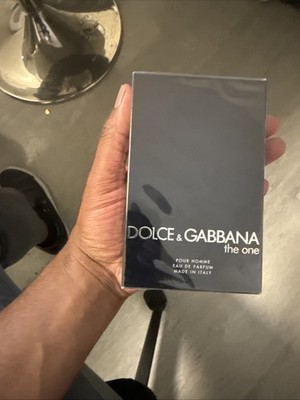 DOLCE & GABBANA
the one
POUR HOMME
EAU DE PARFUM
MADE IN ITALY